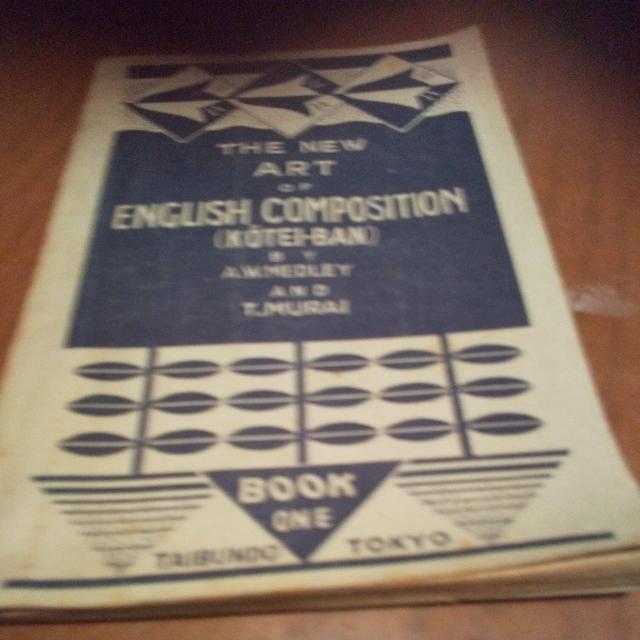 THE NEW
ART
OF
ENGLISH COMPOSITION
(KŌTEI-BAN)
BY
A.W.MEDLEY
AND
T.MURAI
BOOK
ONE
TAIBUNDO TOKYO